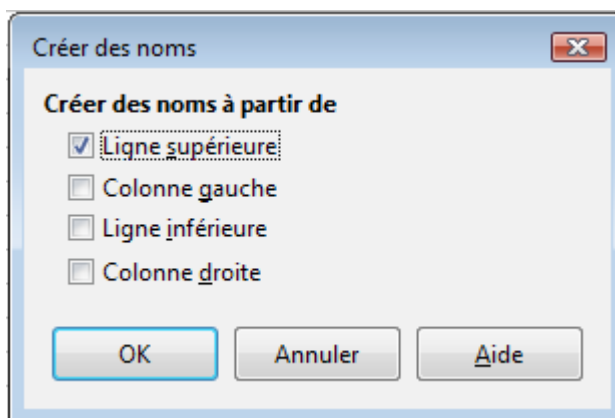 Créer des noms
Créer des noms à partir de
Ligne supérieure
Colonne gauche
Ligne inférieure
Colonne droite
OK Annuler Aide